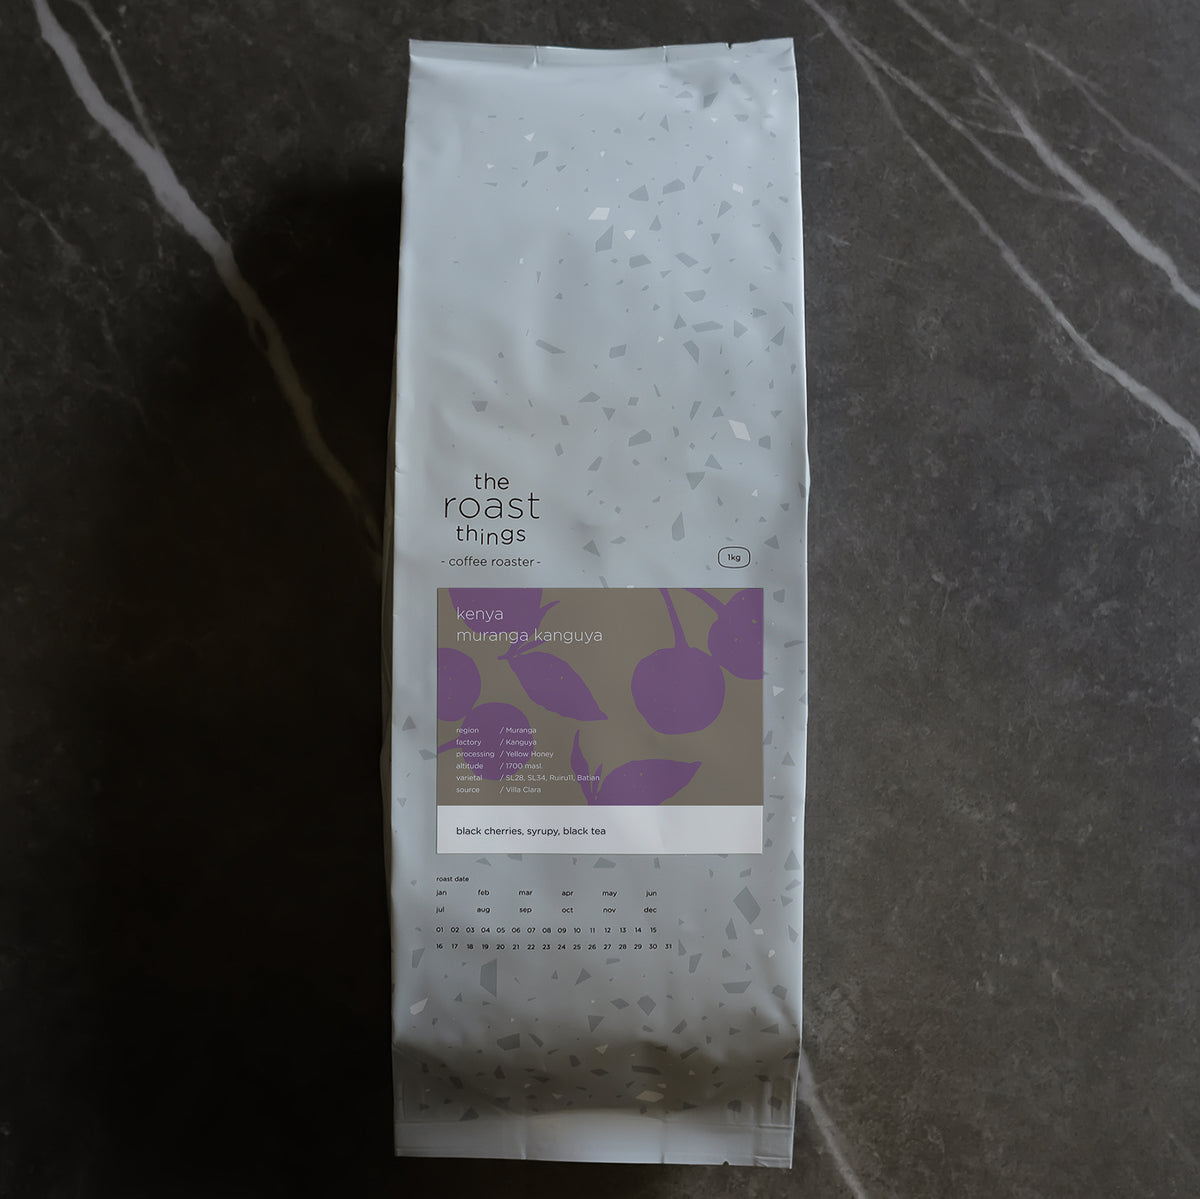 the
roast
things
- coffee roaster -
1kg
kenya
muranga kanguya
region / Muranga
factory / Kanguya
processing / Yellow Honey
altitude / 1700 masl.
varietal / SL28, SL34, Ruiru11, Batian
source / Villa Clara
black cherries, syrupy, black tea
roast date
jan feb mar apr may jun
jul aug sep oct nov dec
01 02 03 04 05 06 07 08 09 10 11 12 13 14 15
16 17 18 19 20 21 22 23 24 25 26 27 28 29 30 31